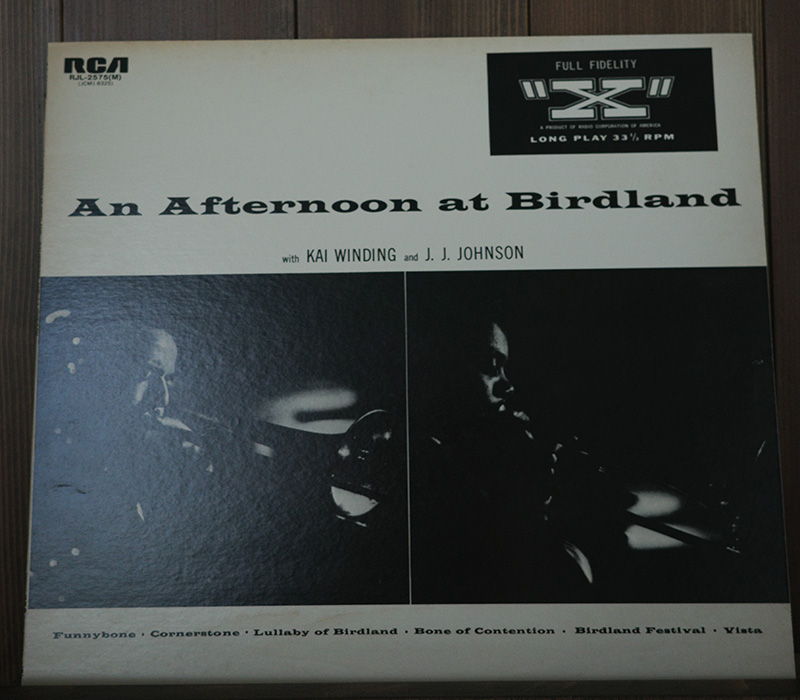 RCA
RJL-2575(M)
FULL FIDELITY
"X"
A PRODUCT OF RADIO CORPORATION OF AMERICA
LONG PLAY 33⅓ RPM
An Afternoon at Birdland
with KAI WINDING and J. J. JOHNSON
Funnybone · Cornerstone · Lullaby of Birdland · Bone of Contention · Birdland Festival · Vista